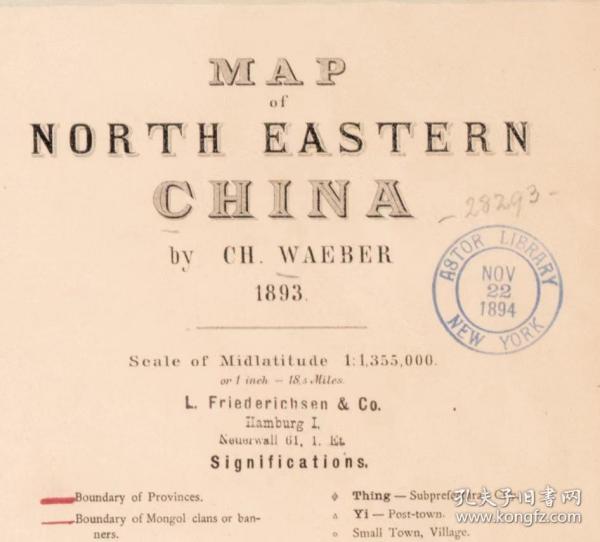 MAP
of
NORTH EASTERN
CHINA
by CH. WAEBER
1893.
28293
ASTOR LIBRARY
NOV
22
1894
NEW YORK
Scale of Midlatitude 1:1,355,000.
or 1 inch — 18,5 Miles.
L. Friederichsen & Co.
Hamburg I,
Neuerwall 61, 1. Et.
Significations.
Boundary of Provinces.
Boundary of Mongol clans or ban-
ners.
Thing — Subprefectural
Yi — Post-town.
Small Town, Village.
孔夫子旧书网
www.kongfz.com